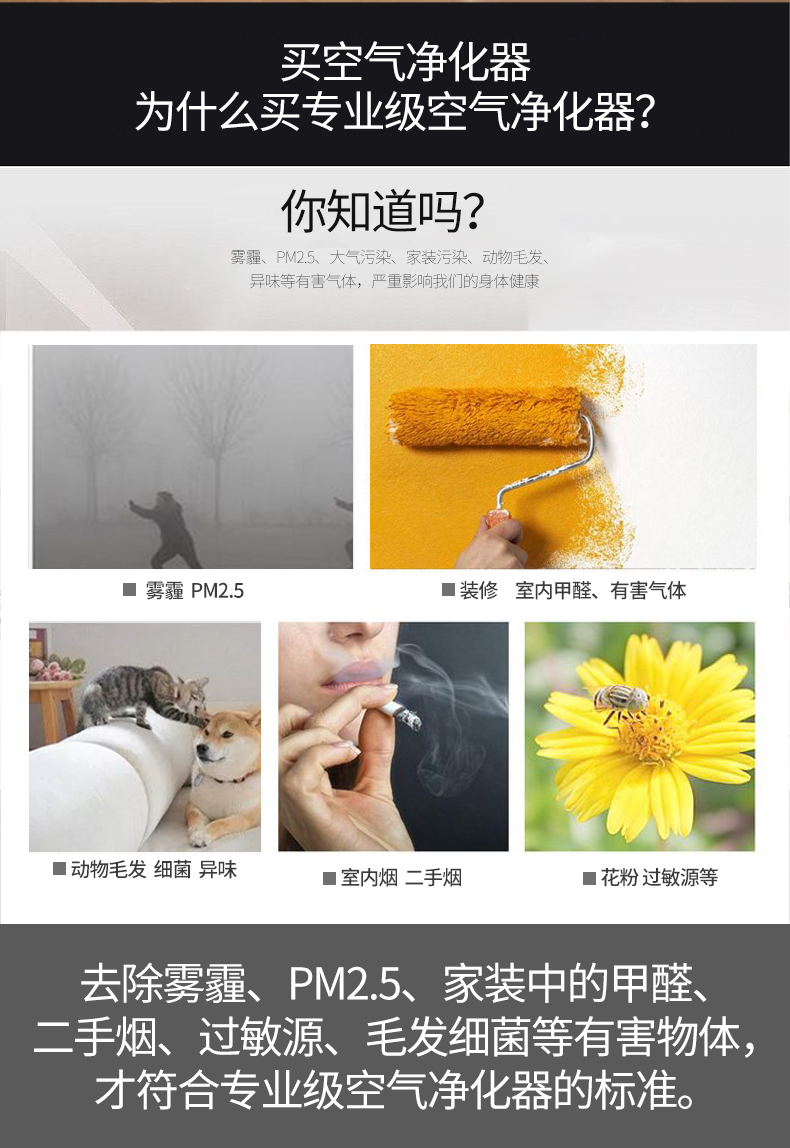 买空气净化器
为什么买专业级空气净化器？
你知道吗？
雾霾、PM2.5、大气污染、家装污染、动物毛发、
异味等有害气体，严重影响我们的身体健康
雾霾 PM2.5
装修 室内甲醛、有害气体
动物毛发 细菌 异味
室内烟 二手烟
花粉 过敏源等
去除雾霾、PM2.5、家装中的甲醛、
二手烟、过敏源、毛发细菌等有害物体，
才符合专业级空气净化器的标准。